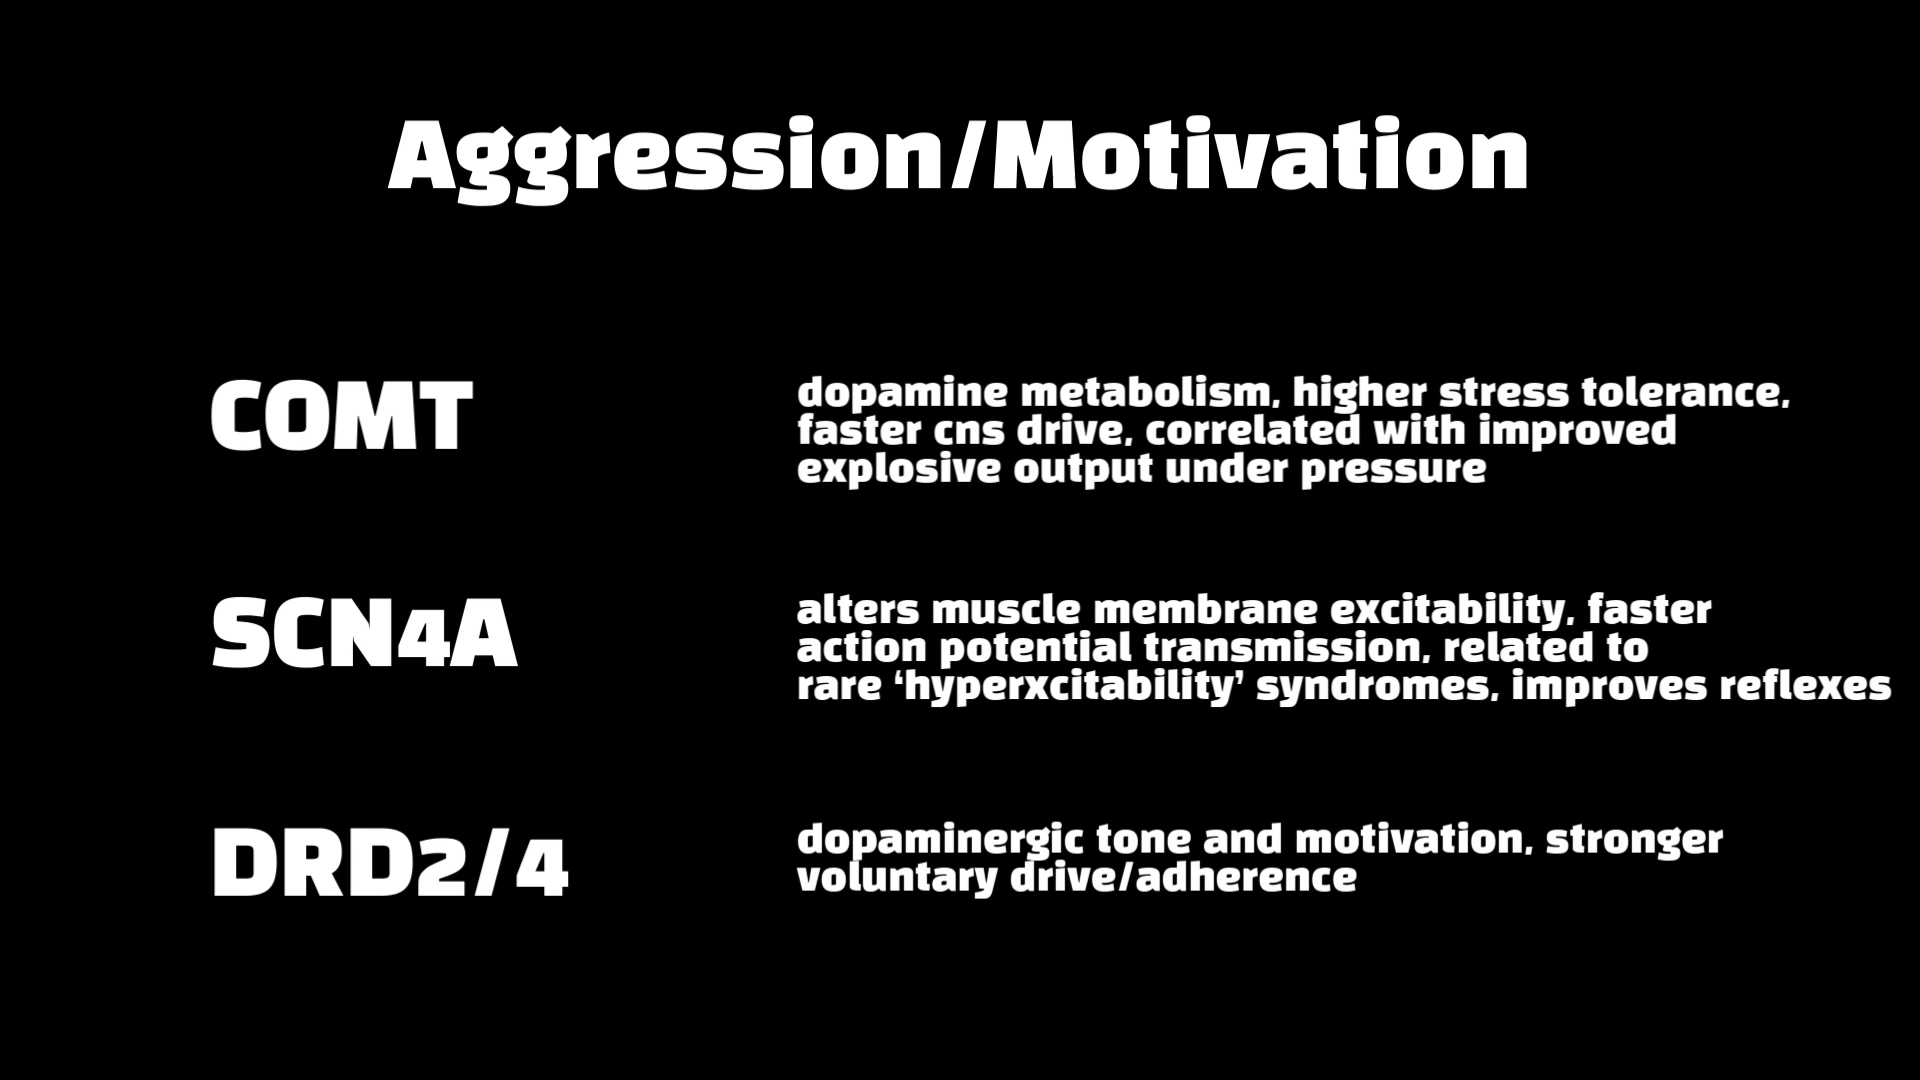 Aggression/Motivation
COMT
dopamine metabolism, higher stress tolerance,
faster cns drive, correlated with improved
explosive output under pressure
SCN4A
alters muscle membrane excitability, faster
action potential transmission, related to
rare ‘hyperxcitability’ syndromes, improves reflexes
DRD2/4
dopaminergic tone and motivation, stronger
voluntary drive/adherence